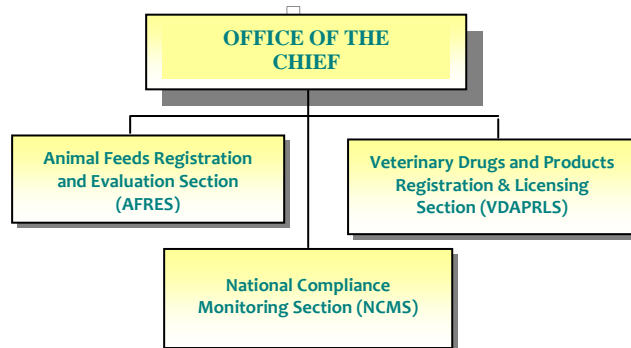 OFFICE OF THE
CHIEF
Animal Feeds Registration
and Evaluation Section
(AFRES)
Veterinary Drugs and Products
Registration & Licensing
Section (VDAPRLS)
National Compliance
Monitoring Section (NCMS)